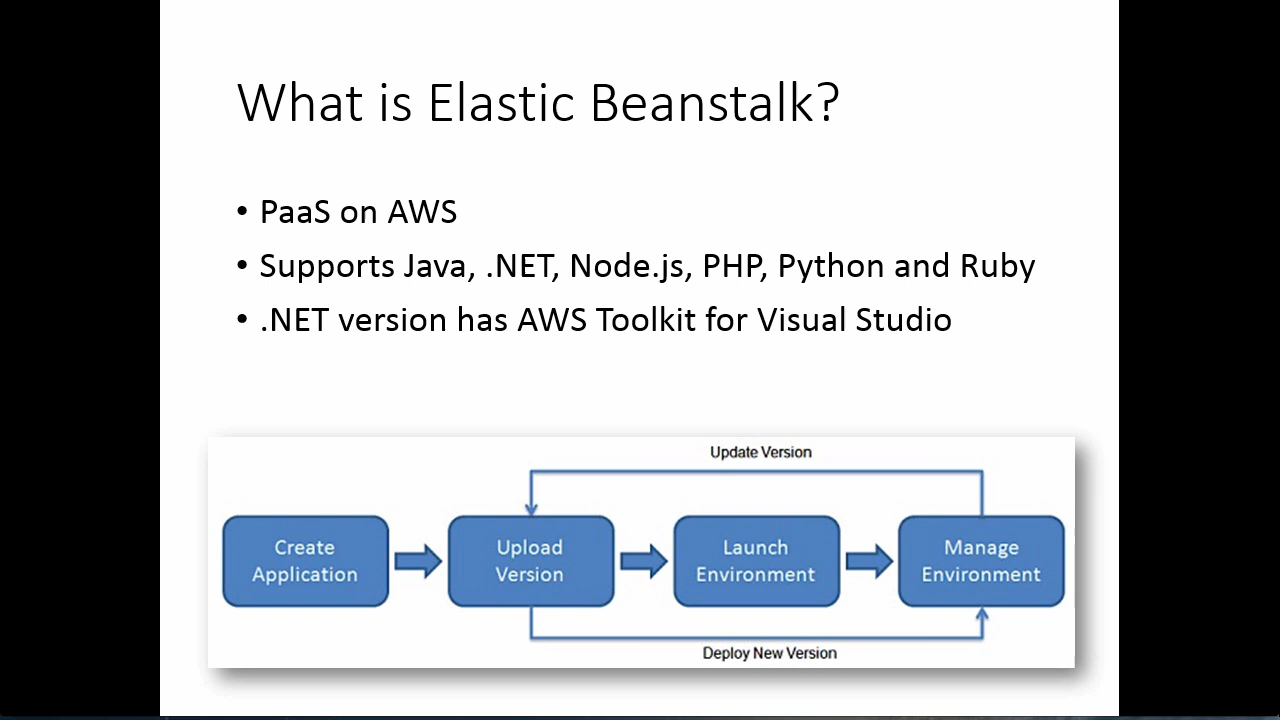 What is Elastic Beanstalk?
• PaaS on AWS
• Supports Java, .NET, Node.js, PHP, Python and Ruby
• .NET version has AWS Toolkit for Visual Studio
Update Version
Create
Application
Upload
Version
Launch
Environment
Manage
Environment
Deploy New Version